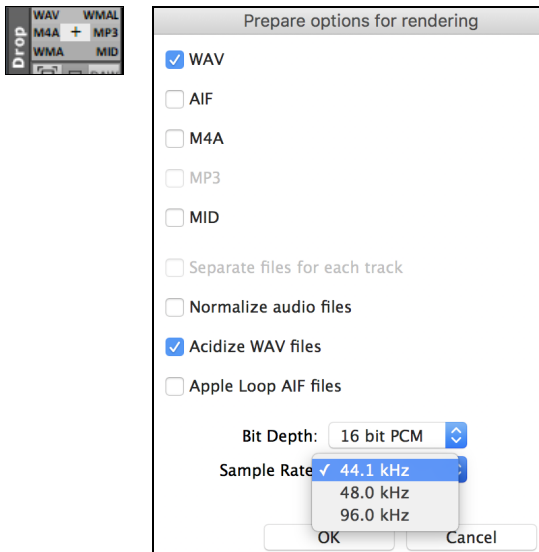 Drop
WAV WMAL
M4A + MP3
WMA MID
Prepare options for rendering
WAV
AIF
M4A
MP3
MID
Separate files for each track
Normalize audio files
Acidize WAV files
Apple Loop AIF files
Bit Depth: 16 bit PCM
Sample Rate ✓ 44.1 kHz
48.0 kHz
96.0 kHz
OK Cancel